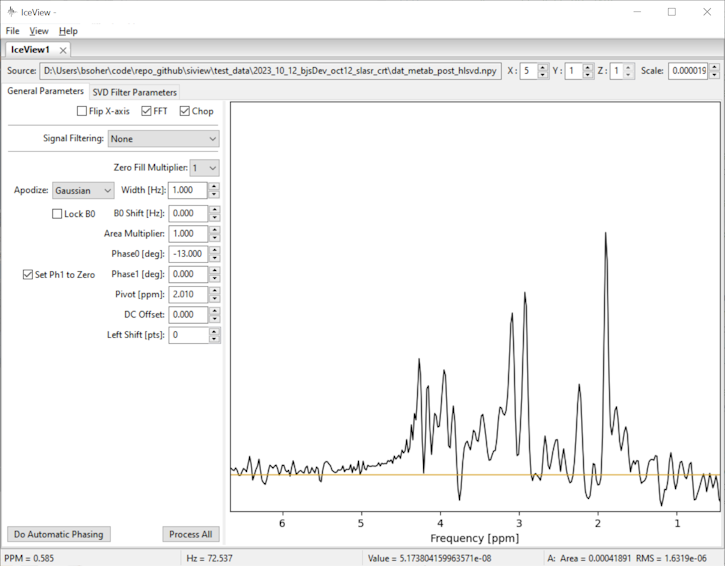 IceView -
File View Help
IceView1
Source: D:\Users\bsoher\code\repo_github\siview\test_data\2023_10_12_bjsDev_oct12_slasr_crt\dat_metab_post_hlsvd.npy X: 5 Y: 1 Z: 1 Scale: 0.000019
General Parameters SVD Filter Parameters
Flip X-axis FFT Chop
Signal Filtering: None
Zero Fill Multiplier: 1
Apodize: Gaussian Width [Hz]: 1.000
Lock B0 B0 Shift [Hz]: 0.000
Area Multiplier: 1.000
Phase0 [deg]: -13.000
Set Ph1 to Zero Phase1 [deg]: 0.000
Pivot [ppm]: 2.010
DC Offset: 0.000
Left Shift [pts]: 0
6 5 4 3 2 1
Frequency [ppm]
Do Automatic Phasing Process All
PPM = 0.585 Hz = 72.537 Value = 5.173804159963571e-08 A: Area = 0.00041891 RMS = 1.6319e-06